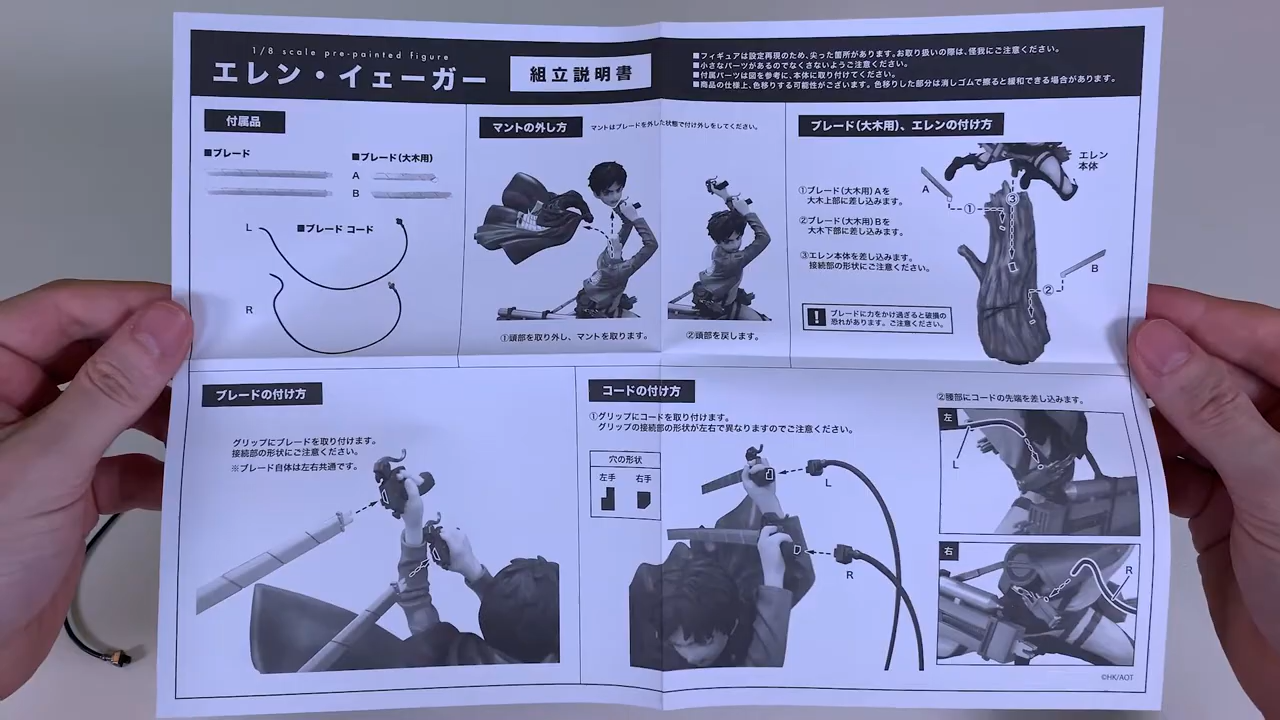 1/8 scale pre-painted figure
エレン・イェーガー
組立説明書
■フィギュアは設定再現のため、尖った箇所があります。お取り扱いの際は、怪我にご注意ください。
■小さなパーツがあるのでなくさないようご注意ください。
■付属パーツは図を参考に、本体に取り付けてください。
■商品の仕様上、色移りする可能性がございます。色移りした部分は消しゴムで擦ると緩和できる場合があります。
付属品
■ブレード
■ブレード(大木用)
A
B
■ブレード コード
L
R
マントの外し方
マントはブレードを外した状態で付け外しをしてください。
①頭部を取り外し、マントを取ります。
②頭部を戻します。
ブレード(大木用)、エレンの付け方
①ブレード(大木用)Aを
大木上部に差し込みます。
②ブレード(大木用)Bを
大木下部に差し込みます。
③エレン本体を差し込みます。
接続部の形状にご注意ください。
! ブレードに力をかけ過ぎると破損の
恐れがあります。ご注意ください。
エレン
本体
A
①
③
②
B
ブレードの付け方
グリップにブレードを取り付けます。
接続部の形状にご注意ください。
※ブレード自体は左右共通です。
コードの付け方
①グリップにコードを取り付けます。
グリップの接続部の形状が左右で異なりますのでご注意ください。
穴の形状
左手 右手
L
R
②腰部にコードの先端を差し込みます。
左
L
右
R
©HK/AOT